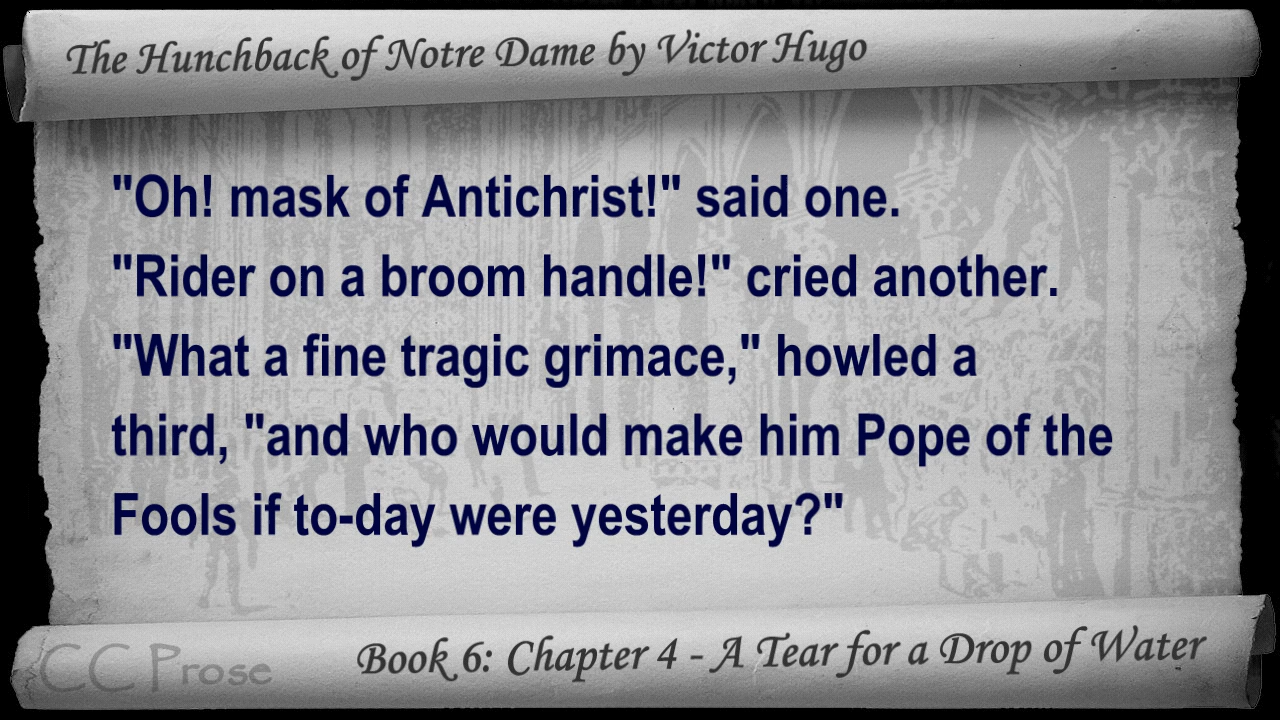 The Hunchback of Notre Dame by Victor Hugo
"Oh! mask of Antichrist!" said one.
"Rider on a broom handle!" cried another.
"What a fine tragic grimace," howled a
third, "and who would make him Pope of the
Fools if to-day were yesterday?"
CC Prose
Book 6: Chapter 4 - A Tear for a Drop of Water